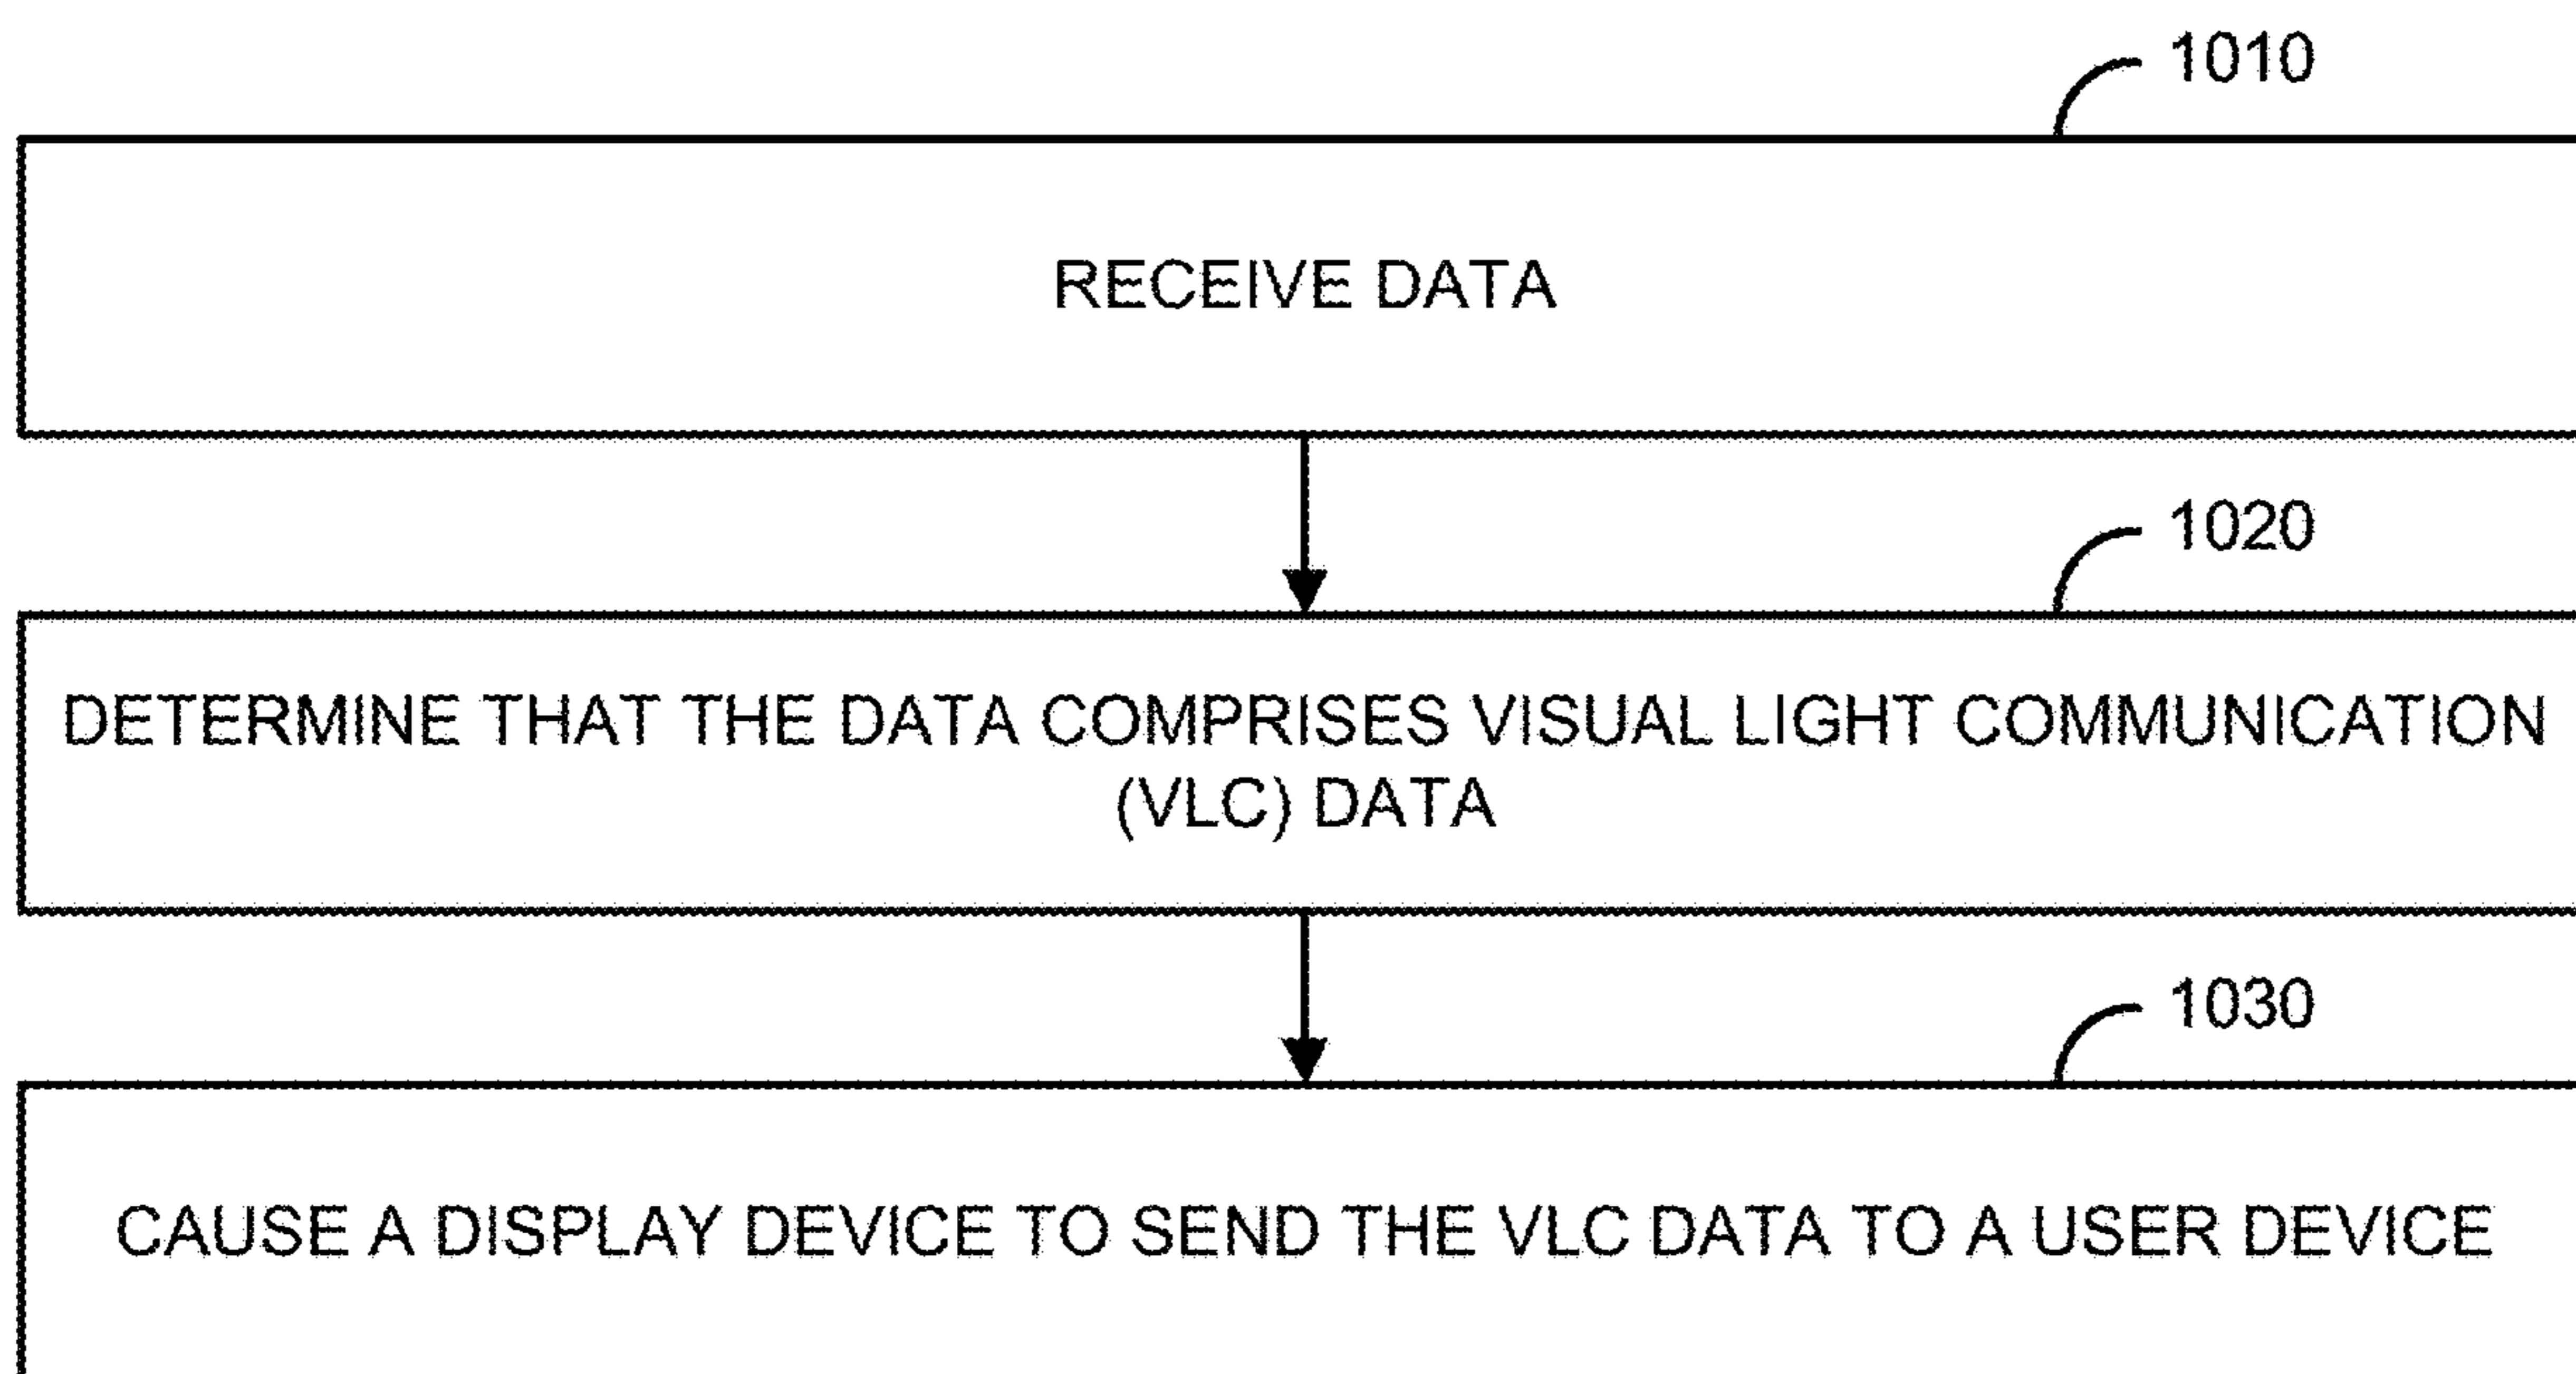 1010
RECEIVE DATA
1020
DETERMINE THAT THE DATA COMPRISES VISUAL LIGHT COMMUNICATION
(VLC) DATA
1030
CAUSE A DISPLAY DEVICE TO SEND THE VLC DATA TO A USER DEVICE